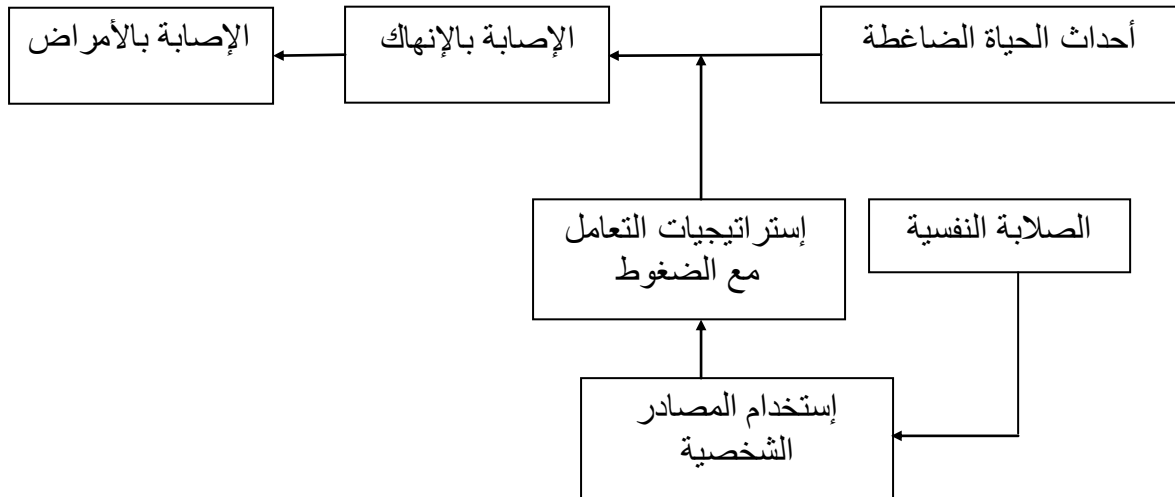 أحداث الحياة الضاغطة
الإصابة بالإنهاك
الإصابة بالأمراض
الصلابة النفسية
إستراتيجيات التعامل
مع الضغوط
إستخدام المصادر
الشخصية